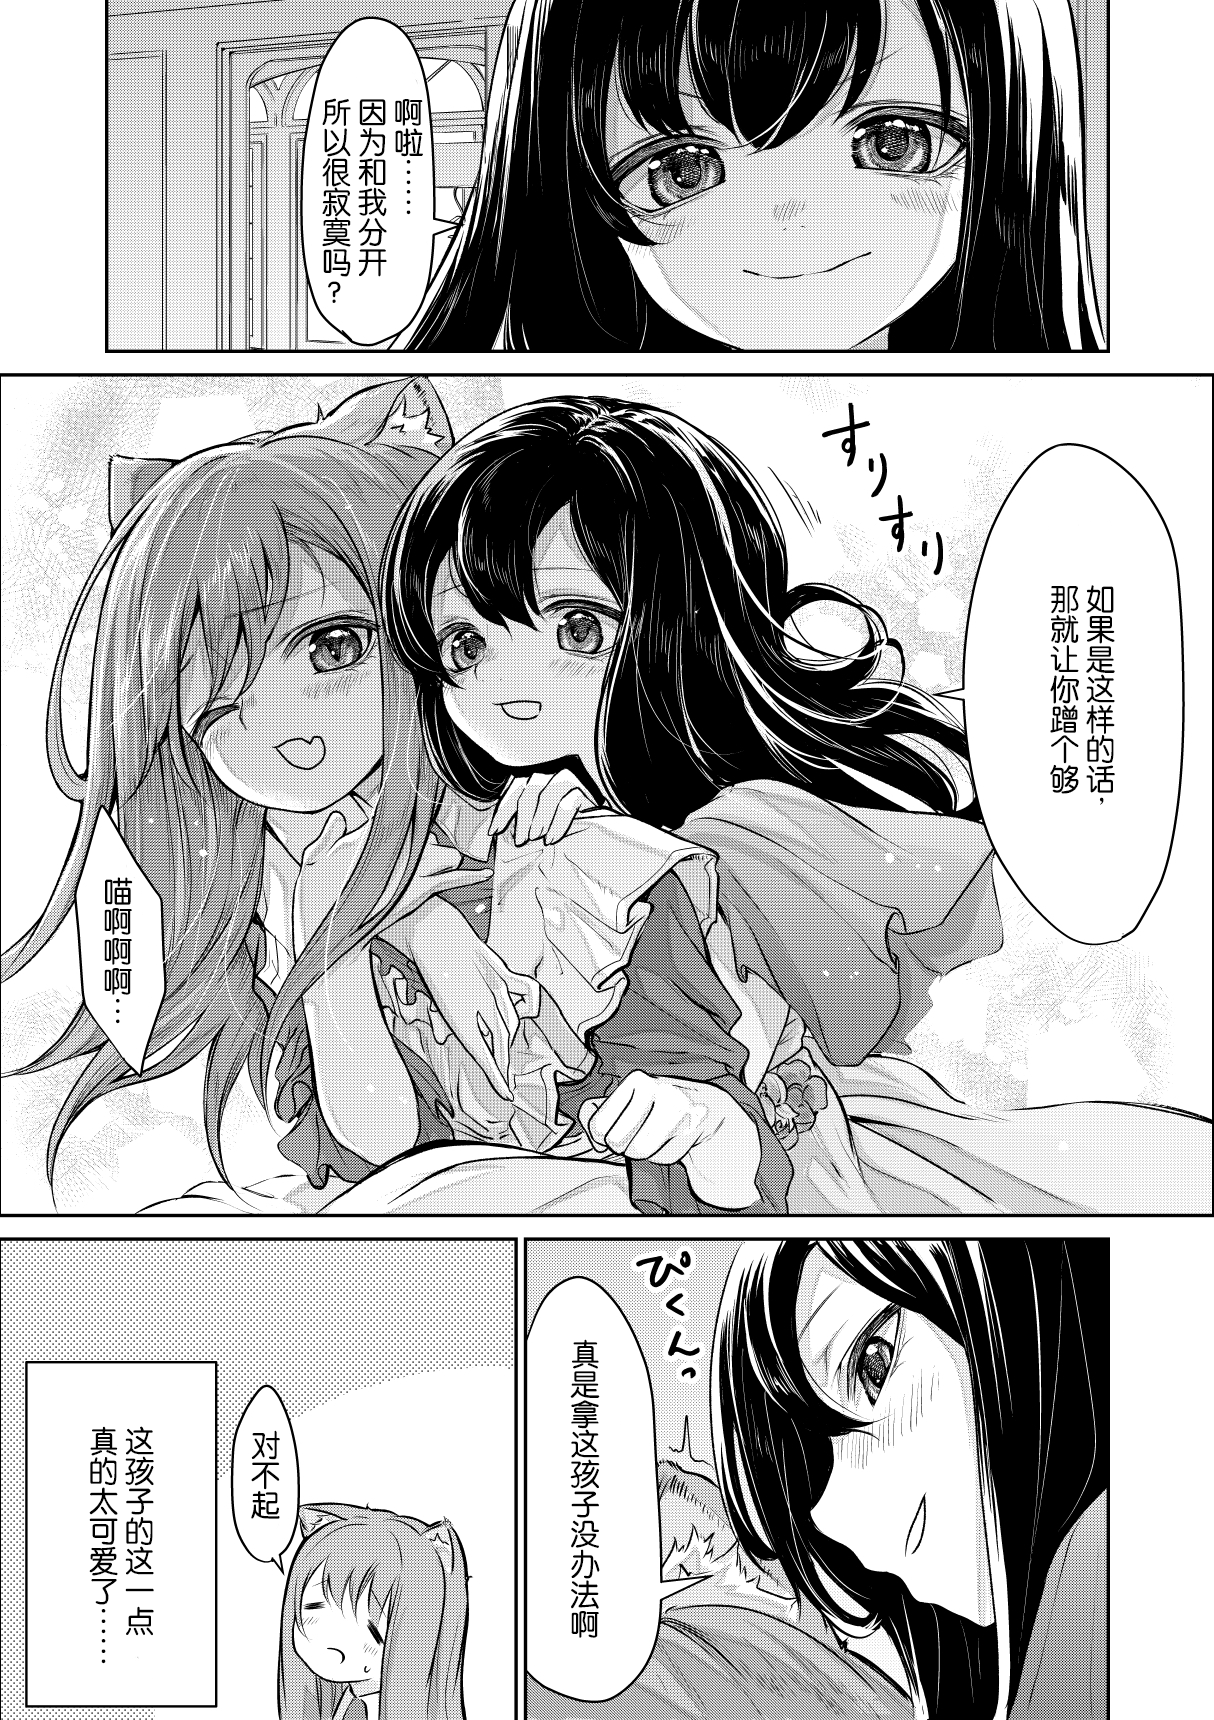 啊啦……
因为和我分开
所以很寂寞吗？
すり
すり
如果是这样的话，
那就让你蹭个够
喵啊啊啊…
ぴくんっ
真是拿这孩子没办法啊
对不起
这孩子的这一点
真的太可爱了……